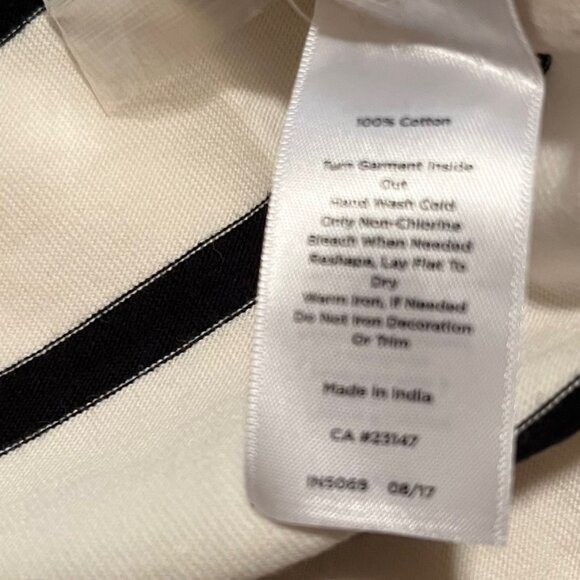 100% Cotton
Turn Garment Inside
Out
Hand Wash Cold
Only Non-Chlorine
Bleach When Needed
Reshape, Lay Flat To
Dry
Warm Iron, If Needed
Do Not Iron Decoration
Or Trim
Made in India
CA #23147
IN5069 08/17